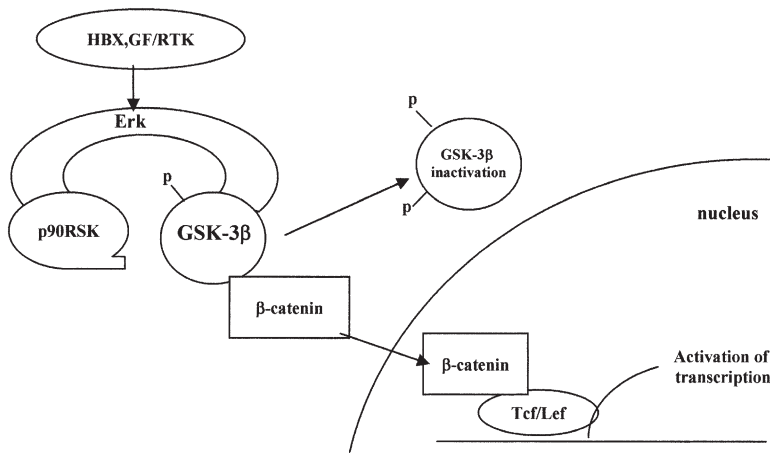 HBX,GF/RTK
Erk
p
p90RSK
GSK-3β
β-catenin
p
GSK-3β
inactivation
p
nucleus
β-catenin
Tcf/Lef
Activation of
transcription